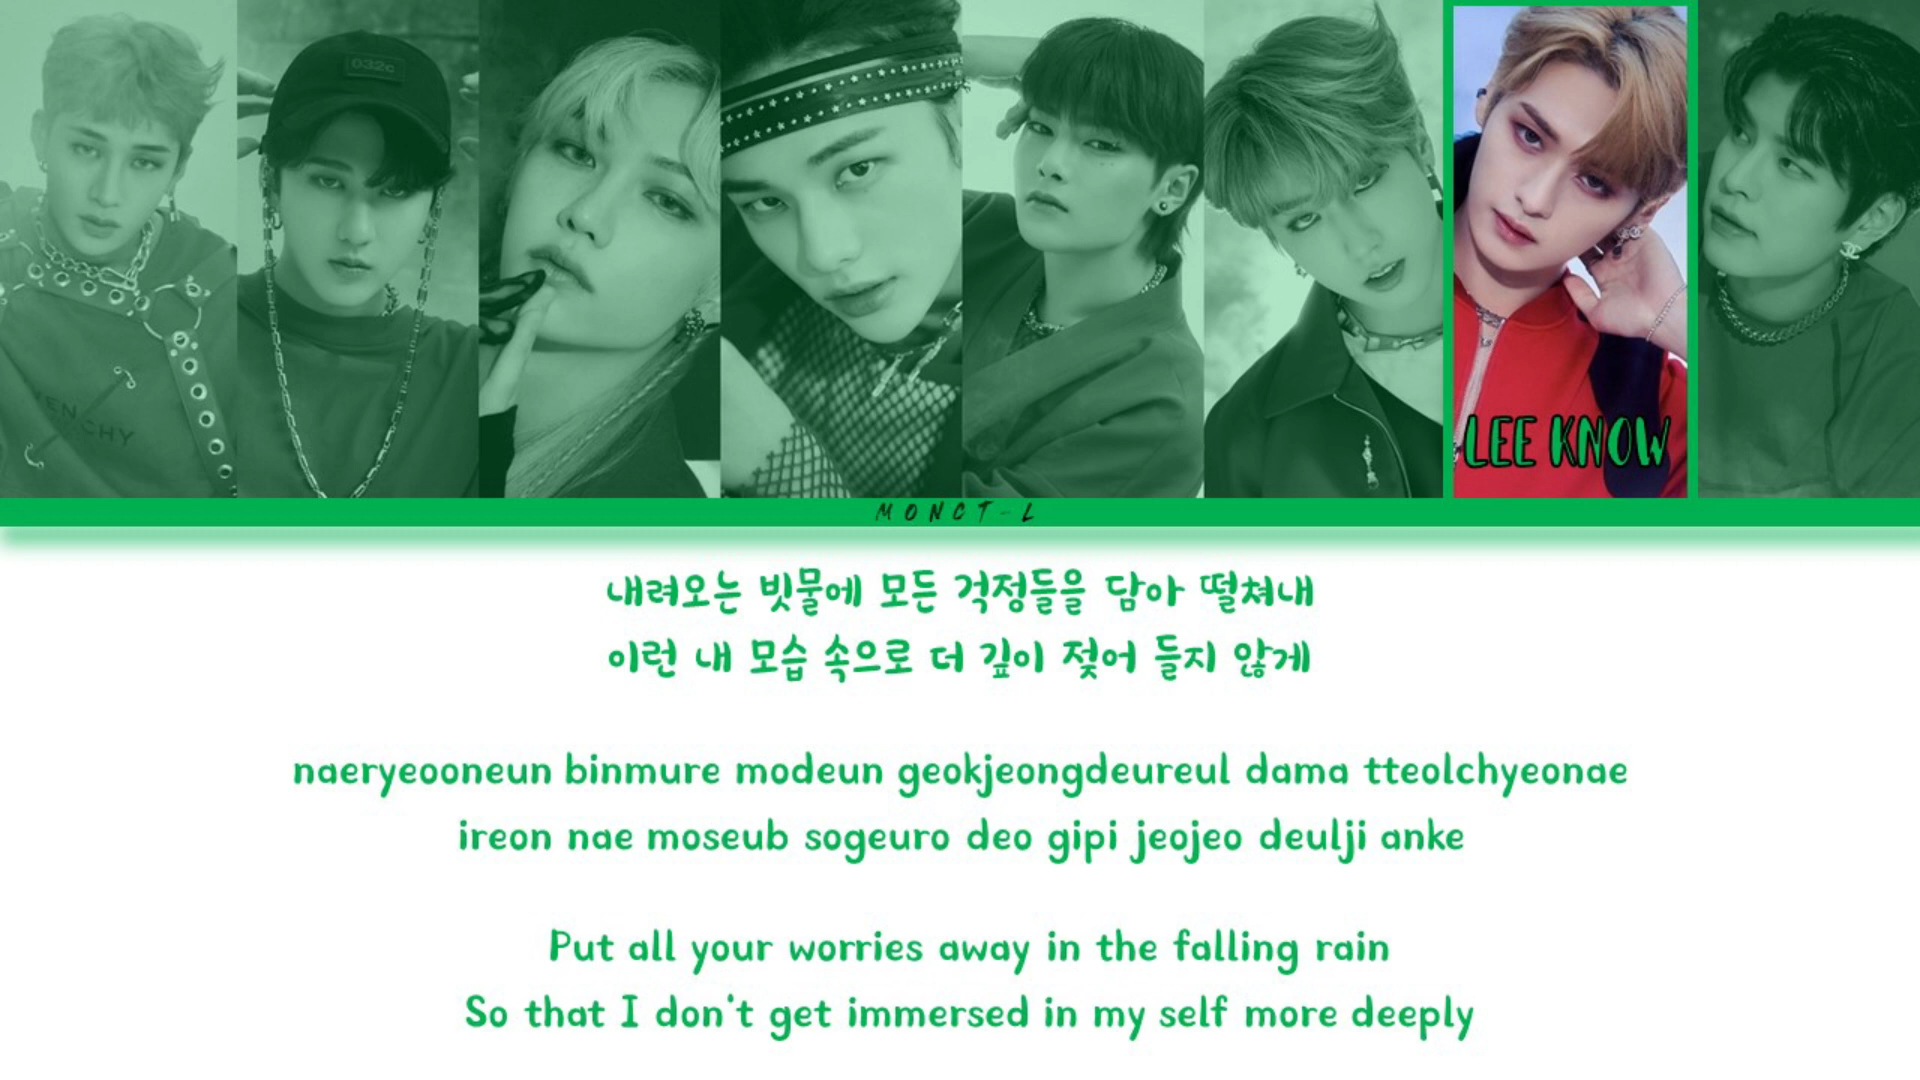 032c
VENCHY
LEE KNOW
MONCT-L
내려오는 빗물에 모든 걱정들을 담아 떨쳐내
이런 내 모습 속으로 더 깊이 젖어 들지 않게
naeryeooneun binmure modeun geokjeongdeureul dama tteolchyeonae
ireon nae moseub sogeuro deo gipi jeojeo deulji anke
Put all your worries away in the falling rain
So that I don't get immersed in my self more deeply